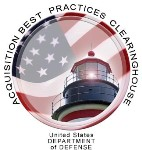 ACQUISITION BEST PRACTICES CLEARINGHOUSE
United States
DEPARTMENT
of DEFENSE